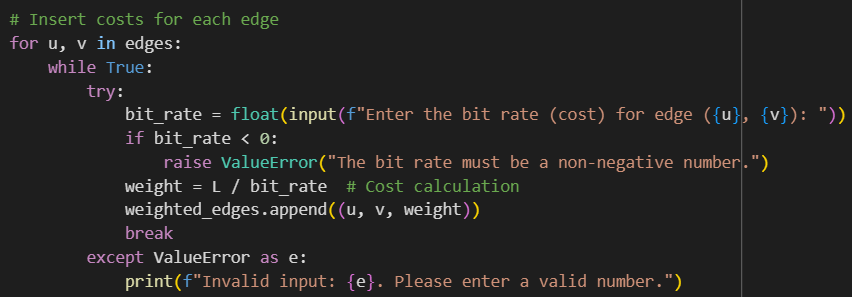 # Insert costs for each edge
for u, v in edges:
    while True:
        try:
            bit_rate = float(input(f"Enter the bit rate (cost) for edge ({u}, {v}): "))
            if bit_rate < 0:
                raise ValueError("The bit rate must be a non-negative number.")
            weight = L / bit_rate  # Cost calculation
            weighted_edges.append((u, v, weight))
            break
        except ValueError as e:
            print(f"Invalid input: {e}. Please enter a valid number.")